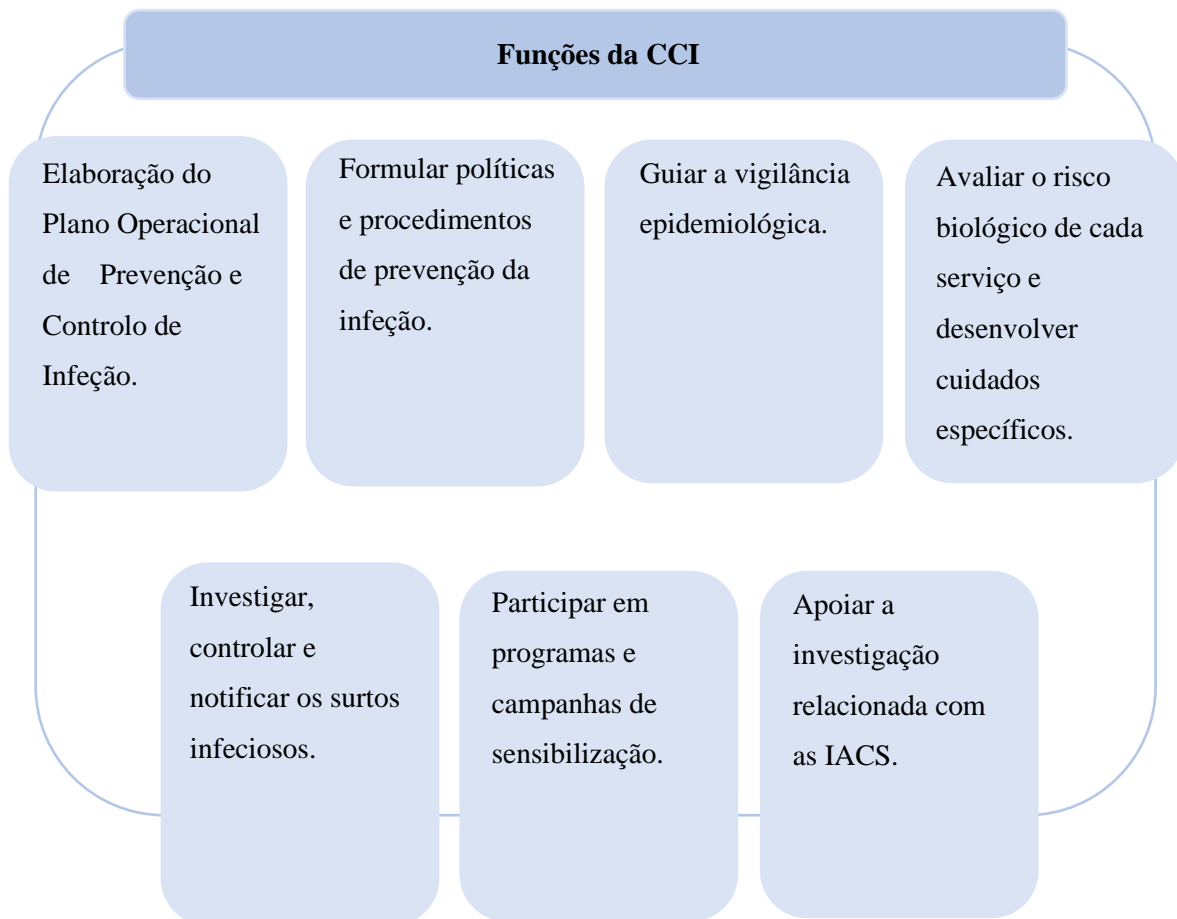 Funções da CCI
Elaboração do
Plano Operacional
de Prevenção e
Controlo de
Infeção.
Formular políticas
e procedimentos
de prevenção da
infeção.
Guiar a vigilância
epidemiológica.
Avaliar o risco
biológico de cada
serviço e
desenvolver
cuidados
específicos.
Investigar,
controlar e
notificar os surtos
infeciosos.
Participar em
programas e
campanhas de
sensibilização.
Apoiar a
investigação
relacionada com
as IACS.